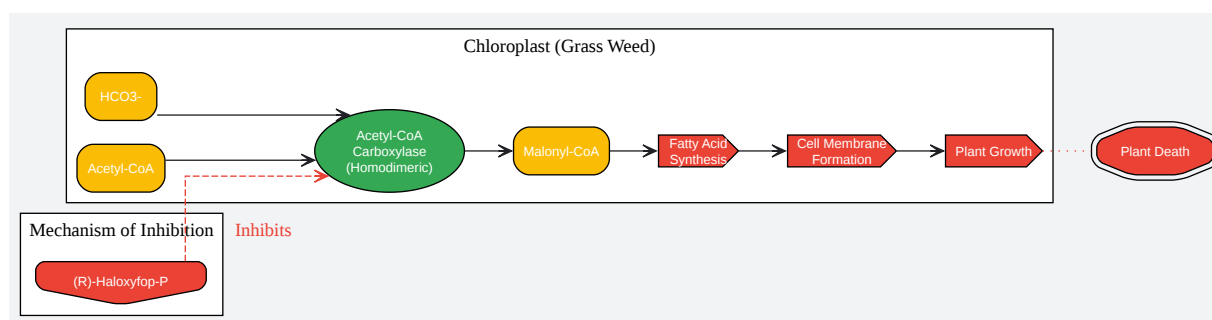 Chloroplast (Grass Weed)
HCO3-
Acetyl-CoA
Acetyl-CoA
Carboxylase
(Homodimeric)
Malonyl-CoA
Fatty Acid
Synthesis
Cell Membrane
Formation
Plant Growth
Plant Death
Mechanism of Inhibition
Inhibits
(R)-Haloxyfop-P